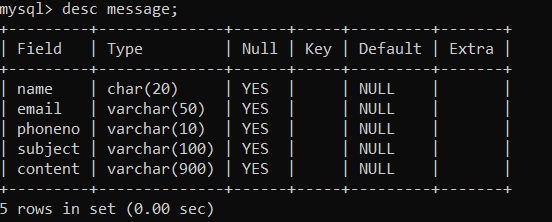 mysql> desc message;
+---------+--------------+------+-----+---------+-------+
| Field   | Type         | Null | Key | Default | Extra |
+---------+--------------+------+-----+---------+-------+
| name    | char(20)     | YES  |     | NULL    |       |
| email   | varchar(50)  | YES  |     | NULL    |       |
| phoneno | varchar(10)  | YES  |     | NULL    |       |
| subject | varchar(100) | YES  |     | NULL    |       |
| content | varchar(900) | YES  |     | NULL    |       |
+---------+--------------+------+-----+---------+-------+
5 rows in set (0.00 sec)